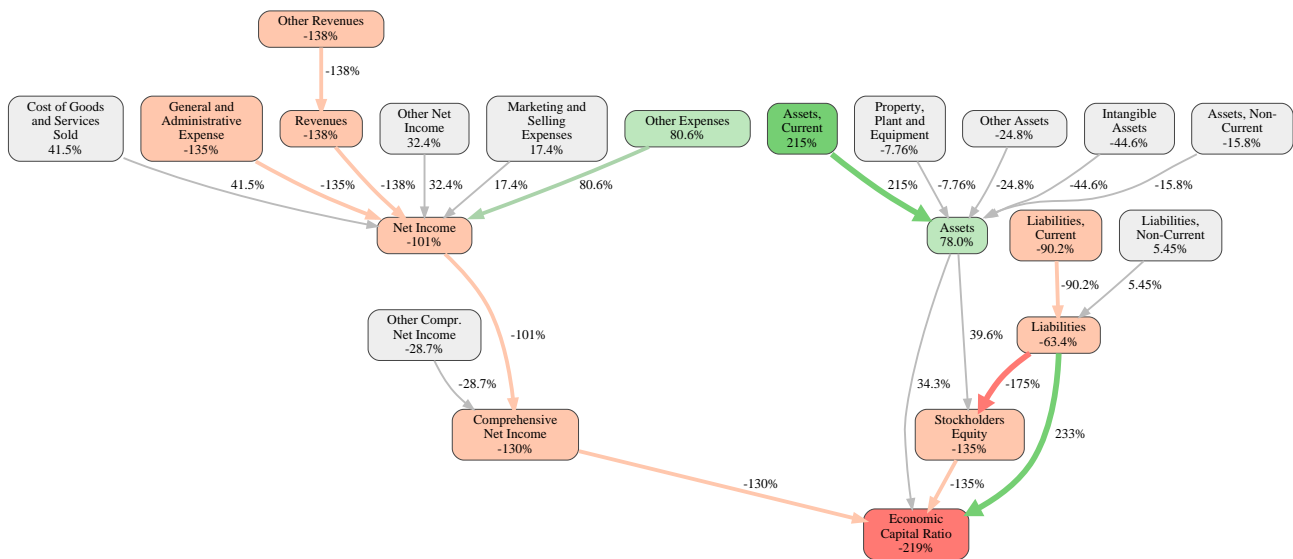 Other Revenues
-138%
-138%
Cost of Goods
and Services
Sold
41.5%
General and
Administrative
Expense
-135%
Revenues
-138%
Other Net
Income
32.4%
Marketing and
Selling
Expenses
17.4%
Other Expenses
80.6%
Assets,
Current
215%
Property,
Plant and
Equipment
-7.76%
Other Assets
-24.8%
Intangible
Assets
-44.6%
Assets, Non-
Current
-15.8%
41.5%
-135%
-138%
32.4%
17.4%
80.6%
215%
-7.76%
-24.8%
-44.6%
-15.8%
Net Income
-101%
Assets
78.0%
Liabilities,
Current
-90.2%
Liabilities,
Non-Current
5.45%
-90.2%
5.45%
Other Compr.
Net Income
-28.7%
-101%
39.6%
Liabilities
-63.4%
-28.7%
34.3%
-175%
Comprehensive
Net Income
-130%
Stockholders
Equity
-135%
233%
-130%
-135%
Economic
Capital Ratio
-219%